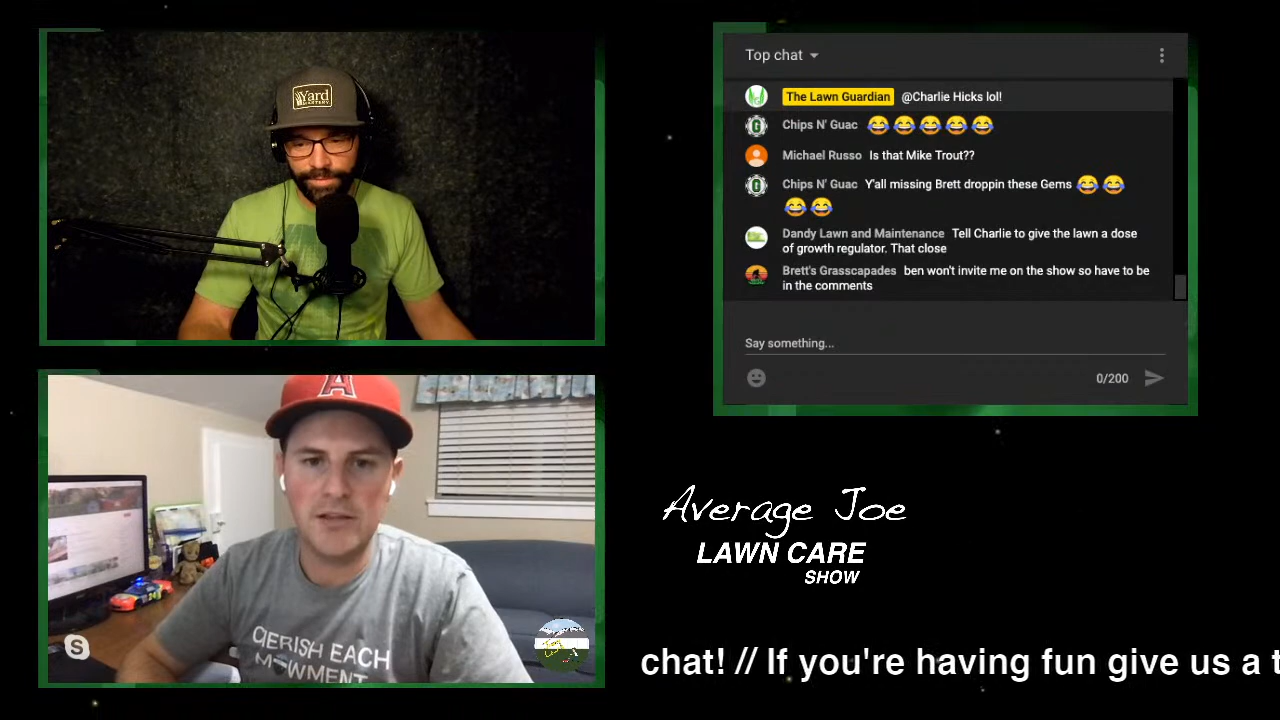 Yard
A
CHERISH EACH
MOWMENT
S
Top chat
The Lawn Guardian @Charlie Hicks lol!
Chips N' Guac 😂😂😂😂😂
Michael Russo Is that Mike Trout??
Chips N' Guac Y'all missing Brett droppin these Gems 😂😂
😂😂
Dandy Lawn and Maintenance Tell Charlie to give the lawn a dose
of growth regulator. That close
Brett's Grasscapades ben won't invite me on the show so have to be
in the comments
Say something...
0/200
Average Joe
LAWN CARE
SHOW
chat! // If you're having fun give us a t